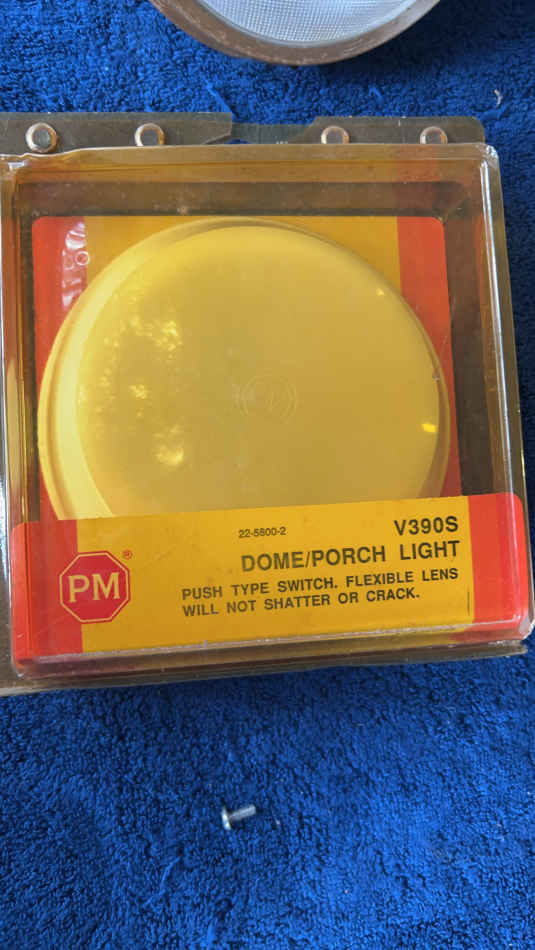 22-5800-2
V390S
DOME/PORCH LIGHT
PM®
PUSH TYPE SWITCH. FLEXIBLE LENS
WILL NOT SHATTER OR CRACK.